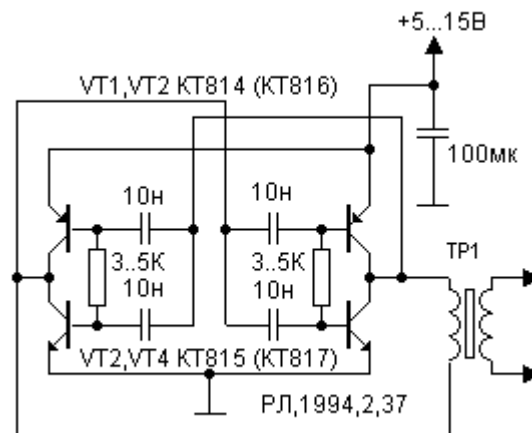 +5...15В
VT1,VT2 КТ814 (КТ816)
100мк
10н
10н
ТР1
3..5К
3..5К
10н
10н
VT2,VT4 КТ815 (КТ817)
РЛ,1994,2,37